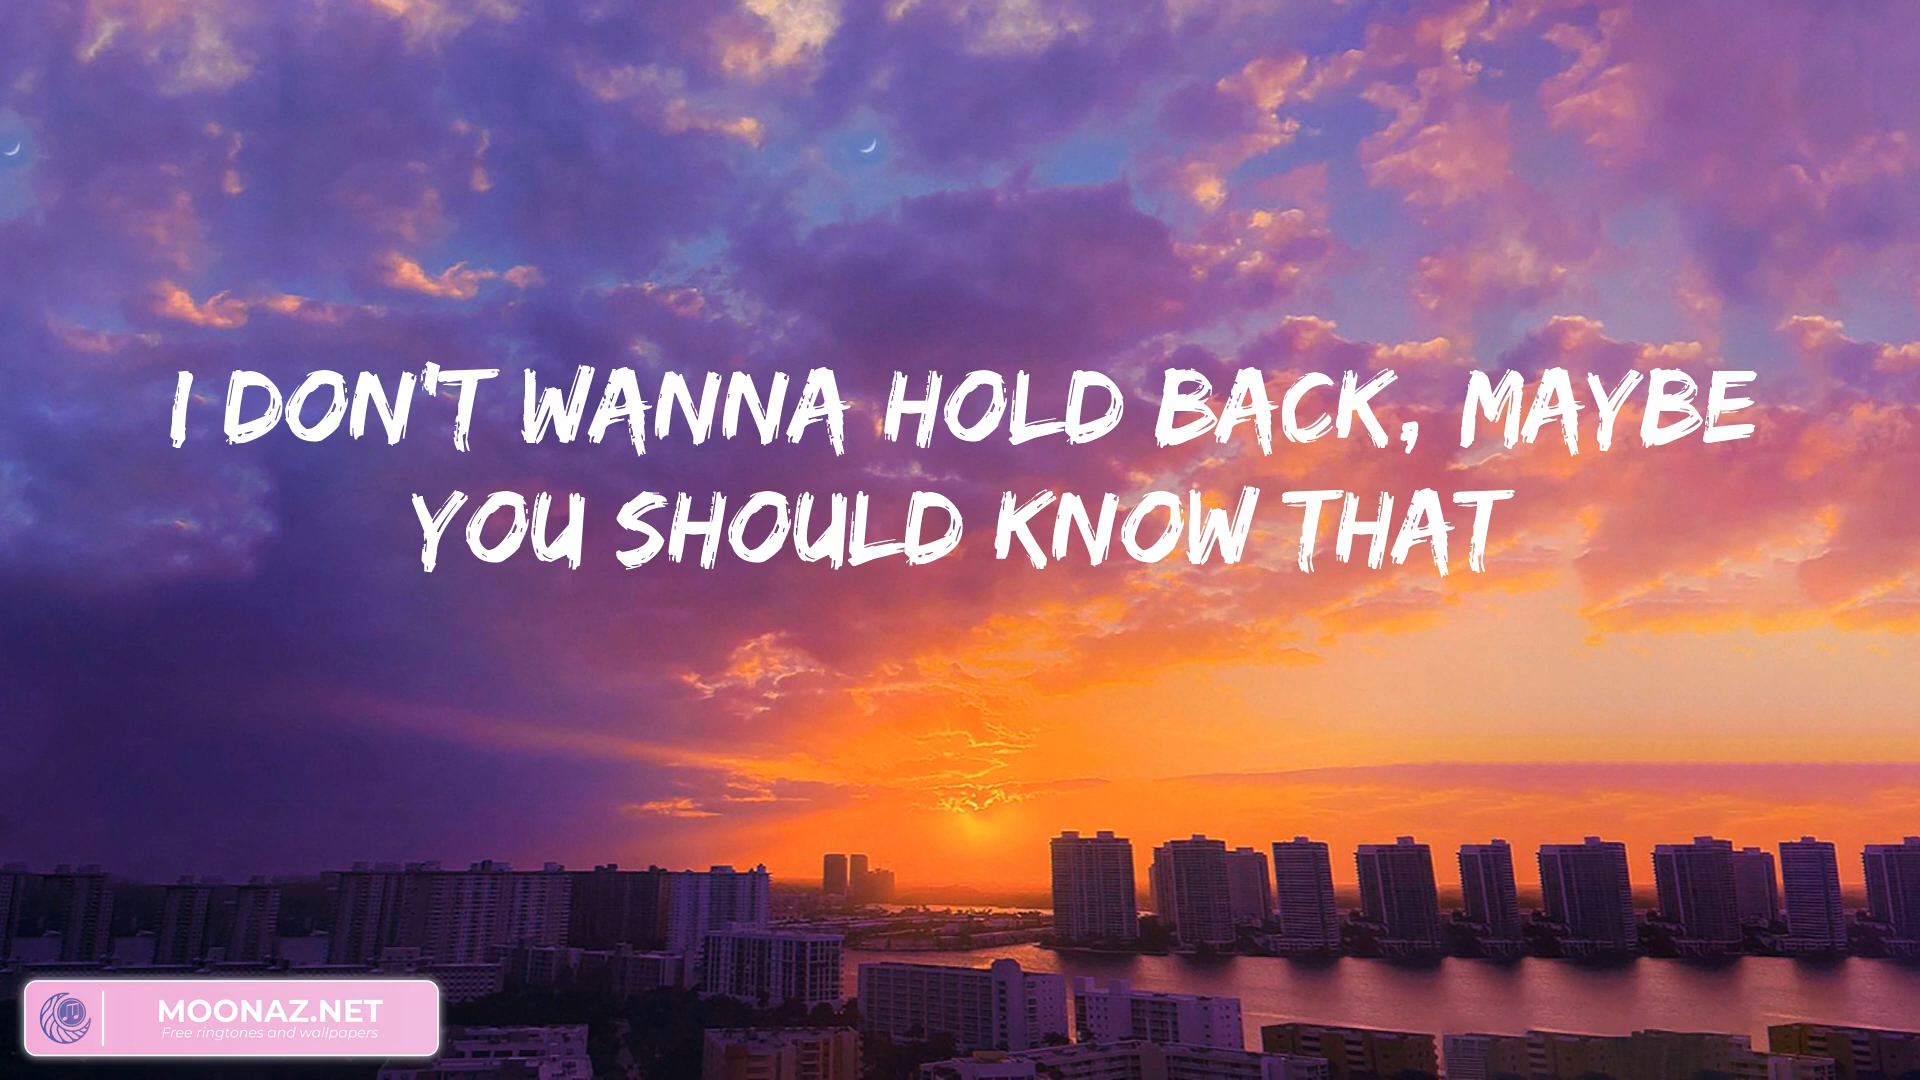 I DON'T WANNA HOLD BACK, MAYBE
YOU SHOULD KNOW THAT
MOONAZ.NET
Free ringtones and wallpapers